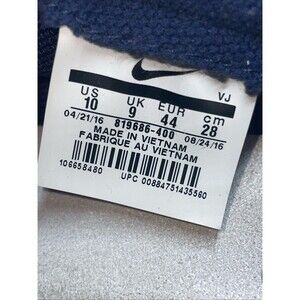 VJ
US UK EUR cm
10 9 44 28
04/21/16 819686-400 08/24/16
MADE IN VIETNAM
FABRIQUE AU VIETNAM
106658480
UPC 00884751435560